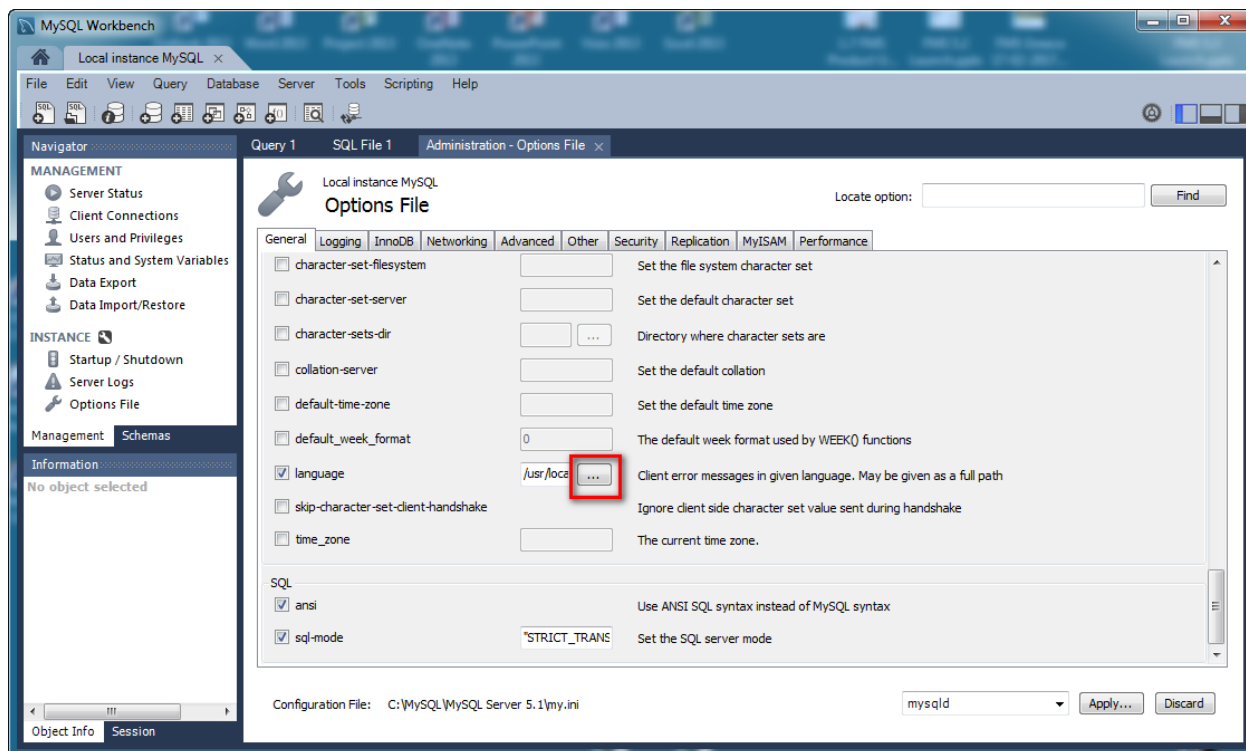 MySQL Workbench
Local instance MySQL
File Edit View Query Database Server Tools Scripting Help
Navigator
MANAGEMENT
Server Status
Client Connections
Users and Privileges
Status and System Variables
Data Export
Data Import/Restore
INSTANCE
Startup / Shutdown
Server Logs
Options File
Management Schemas
Information
No object selected
Object Info Session
Query 1 SQL File 1 Administration - Options File
Local instance MySQL
Options File
Locate option: Find
General Logging InnoDB Networking Advanced Other Security Replication MyISAM Performance
character-set-filesystem Set the file system character set
character-set-server Set the default character set
character-sets-dir ... Directory where character sets are
collation-server Set the default collation
default-time-zone Set the default time zone
default_week_format 0 The default week format used by WEEK() functions
language /usr/loca ... Client error messages in given language. May be given as a full path
skip-character-set-client-handshake Ignore client side character set value sent during handshake
time_zone The current time zone.
SQL
ansi Use ANSI SQL syntax instead of MySQL syntax
sql-mode "STRICT_TRANS Set the SQL server mode
Configuration File: C:\MySQL\MySQL Server 5.1\my.ini mysqld Apply... Discard